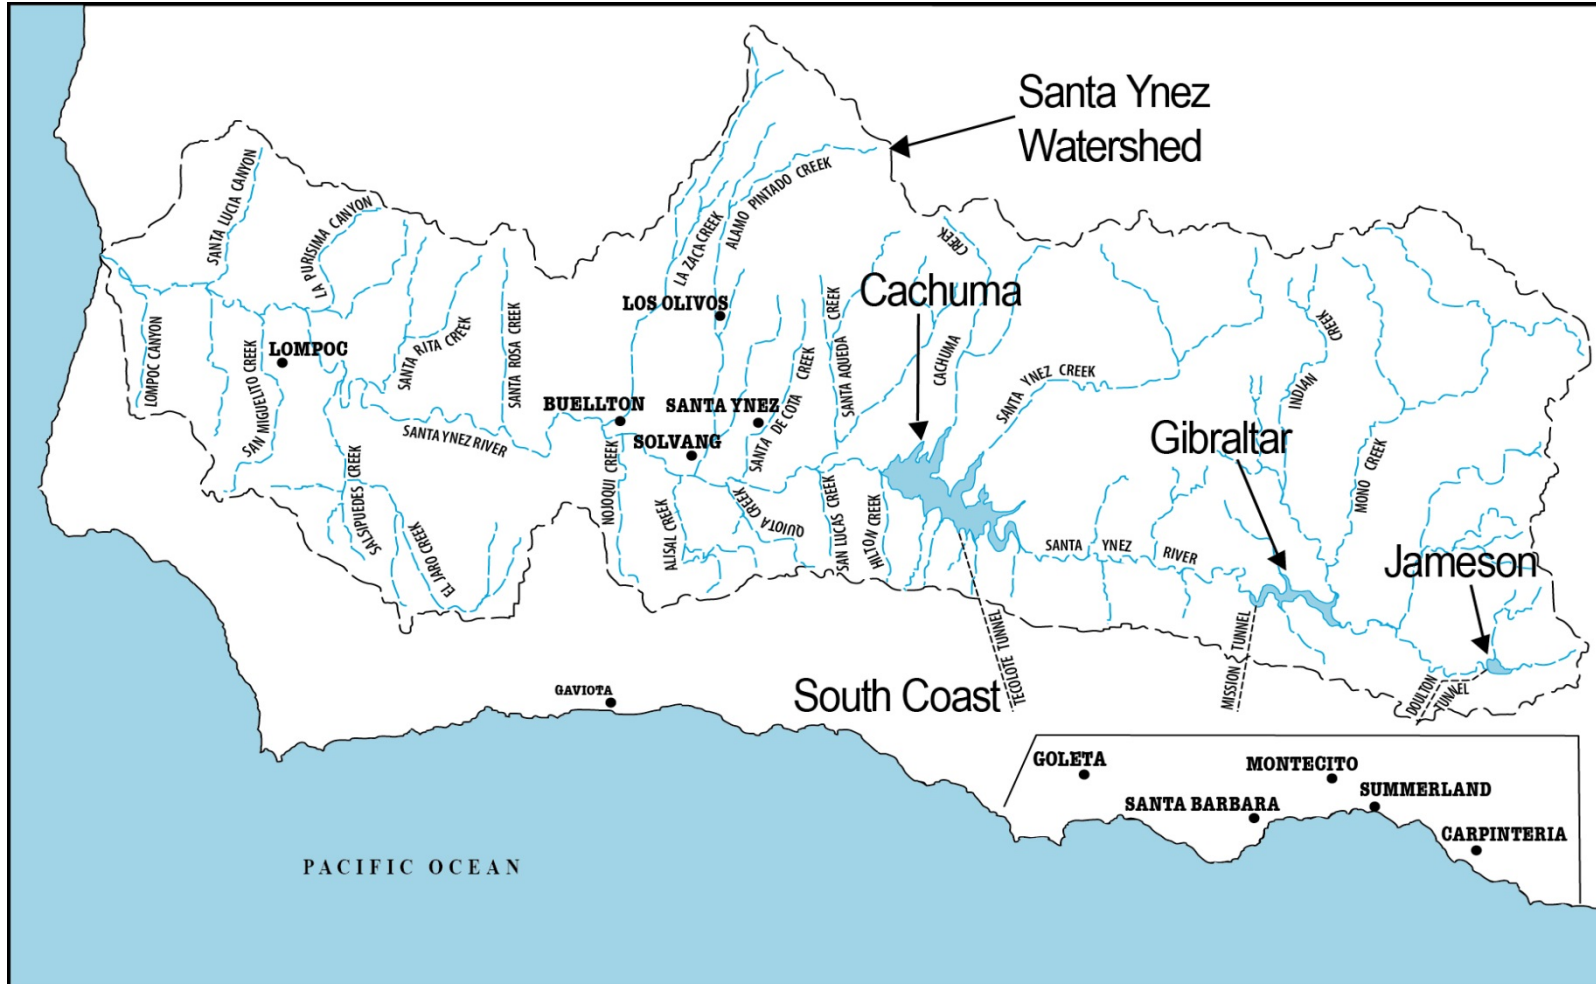 Santa Ynez
Watershed
SANTA LUCIA CANYON
LA PURISIMA CANYON
LA ZACA CREEK
ALAMO PINTADO CREEK
CREEK
Cachuma
LOS OLIVOS
LOMPOC CANYON
SAN MIGUELITO CREEK
LOMPOC
SANTA RITA CREEK
SANTA ROSA CREEK
SANTA AQUEDA CREEK
CACHUMA
SANTA YNEZ CREEK
INDIAN
CREEK
BUELLTON
SANTA YNEZ
SANTA DE COTA CREEK
SOLVANG
SANTA YNEZ RIVER
Gibraltar
MONO CREEK
SALSIPUEDES CREEK
EL JARO CREEK
NOJOQUI CREEK
ALISAL CREEK
QUIOTA CREEK
SAN LUCAS CREEK
HILTON CREEK
SANTA YNEZ RIVER
Jameson
TECOLOTE TUNNEL
MISSION TUNNEL
DOULTON
TUNNEL
GAVIOTA
South Coast
GOLETA
MONTECITO
SANTA BARBARA
SUMMERLAND
CARPINTERIA
PACIFIC OCEAN